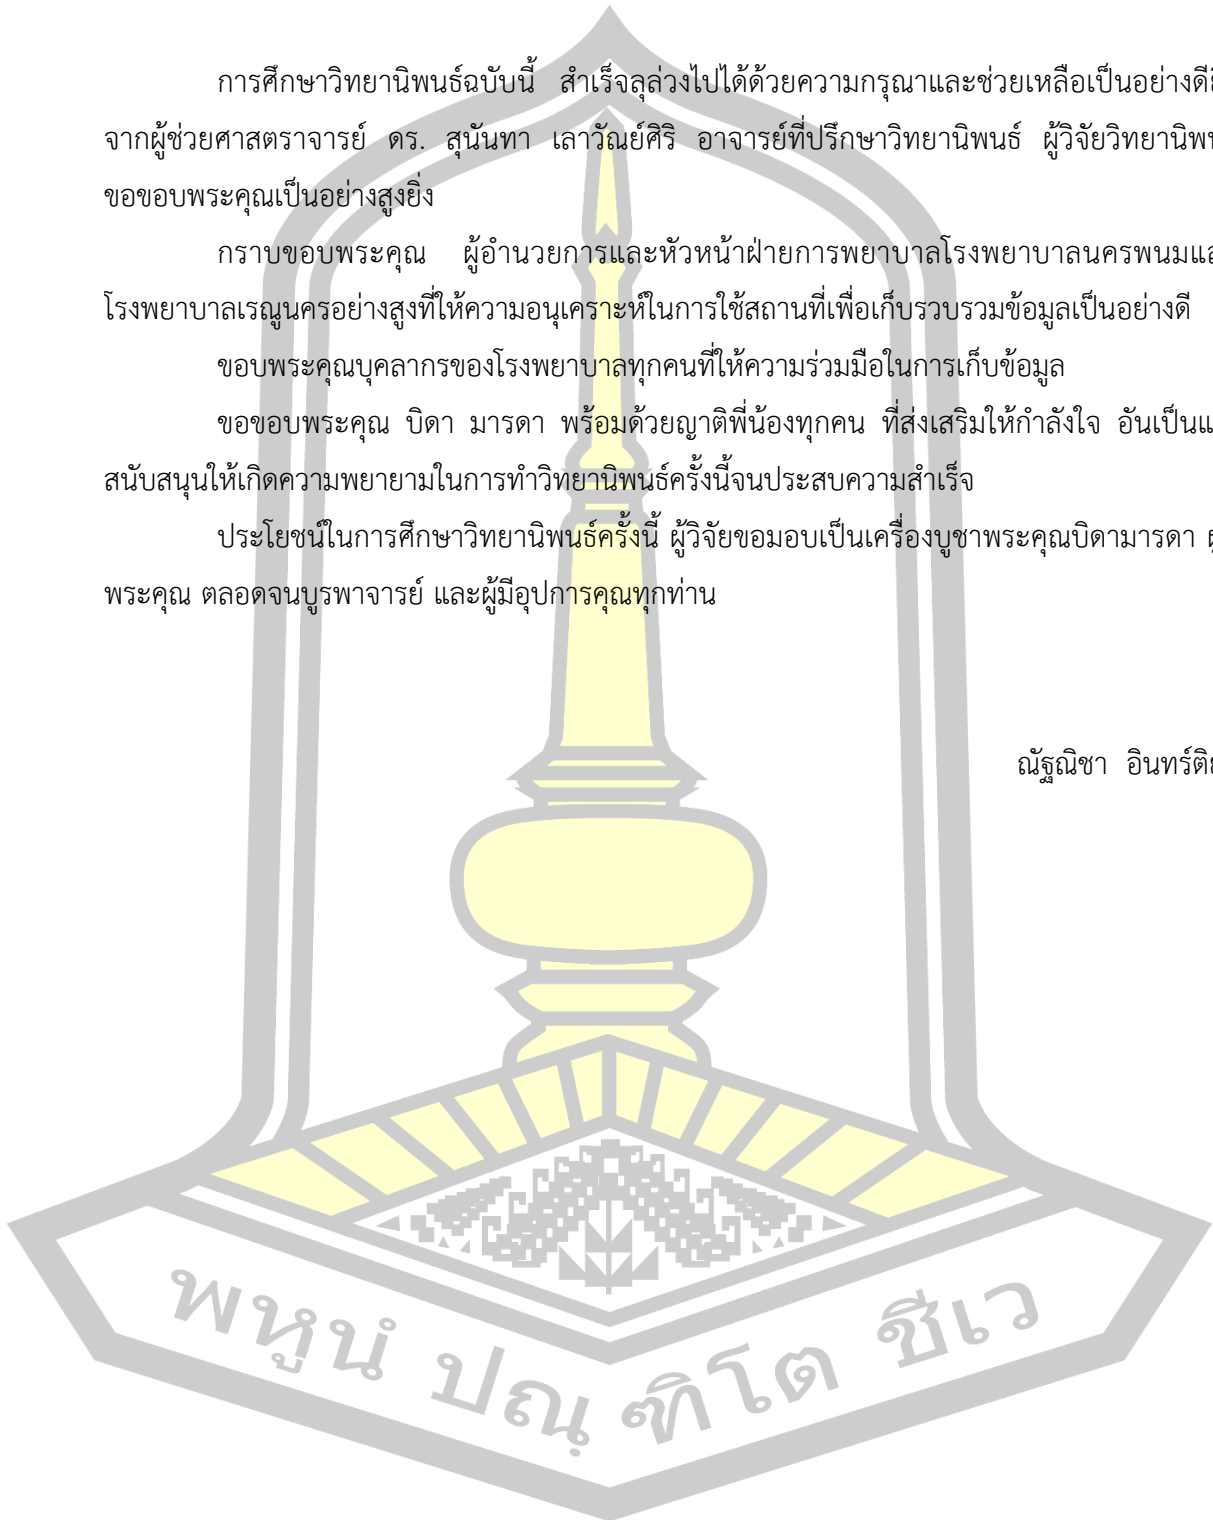 การศึกษาวิทยานิพนธ์ฉบับนี้ สำเร็จลุล่วงไปได้ด้วยความกรุณาและช่วยเหลือเป็นอย่างดี
จากผู้ช่วยศาสตราจารย์ ดร. สุนันทา เลาวัณย์ศิริ อาจารย์ที่ปรึกษาวิทยานิพนธ์ ผู้วิจัยวิทยานิพน
ขอขอบพระคุณเป็นอย่างสูงยิ่ง
กราบขอบพระคุณ ผู้อำนวยการและหัวหน้าฝ่ายการพยาบาลโรงพยาบาลนครพนมแล
โรงพยาบาลเรณูนครอย่างสูงที่ให้ความอนุเคราะห์ในการใช้สถานที่เพื่อเก็บรวบรวมข้อมูลเป็นอย่างดี
ขอบพระคุณบุคลากรของโรงพยาบาลทุกคนที่ให้ความร่วมมือในการเก็บข้อมูล
ขอขอบพระคุณ บิดา มารดา พร้อมด้วยญาติพี่น้องทุกคน ที่ส่งเสริมให้กำลังใจ อันเป็นแ
สนับสนุนให้เกิดความพยายามในการทำวิทยานิพนธ์ครั้งนี้จนประสบความสำเร็จ
ประโยชน์ในการศึกษาวิทยานิพนธ์ครั้งนี้ ผู้วิจัยขอมอบเป็นเครื่องบูชาพระคุณบิดามารดา
พระคุณ ตลอดจนบูรพาจารย์ และผู้มีอุปการคุณทุกท่าน
ณัฐณิชา อินทร์ติย
พหูนํ ปณฺ ฑิโต ชีเว